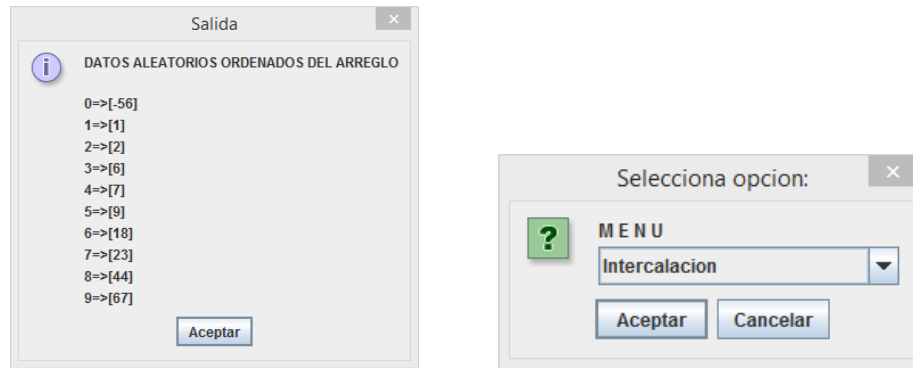 Salida
DATOS ALEATORIOS ORDENADOS DEL ARREGLO
0=>[-56]
1=>[1]
2=>[2]
3=>[6]
4=>[7]
5=>[9]
6=>[18]
7=>[23]
8=>[44]
9=>[67]
Aceptar
Selecciona opcion:
M E N U
Intercalacion
Aceptar Cancelar